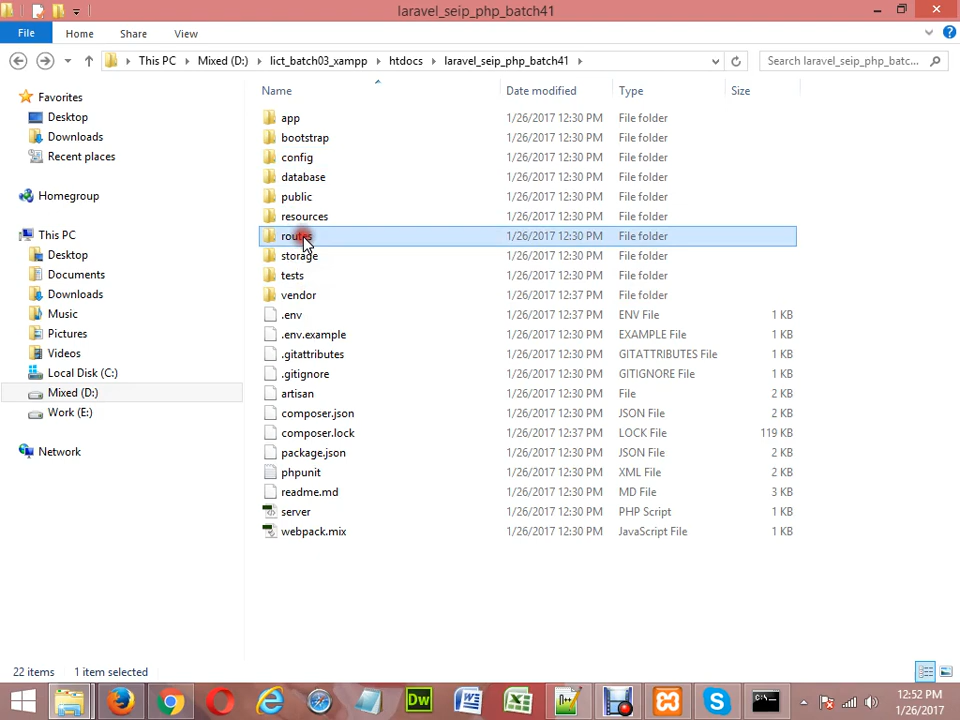 laravel_seip_php_batch41
File Home Share View
This PC Mixed (D:) lict_batch03_xampp htdocs laravel_seip_php_batch41 Search laravel_seip_php_batc...
Name Date modified Type Size
Favorites
Desktop
Downloads
Recent places
Homegroup
This PC
Desktop
Documents
Downloads
Music
Pictures
Videos
Local Disk (C:)
Mixed (D:)
Work (E:)
Network
app 1/26/2017 12:30 PM File folder
bootstrap 1/26/2017 12:30 PM File folder
config 1/26/2017 12:30 PM File folder
database 1/26/2017 12:30 PM File folder
public 1/26/2017 12:30 PM File folder
resources 1/26/2017 12:30 PM File folder
routes 1/26/2017 12:30 PM File folder
storage 1/26/2017 12:30 PM File folder
tests 1/26/2017 12:30 PM File folder
vendor 1/26/2017 12:37 PM File folder
.env 1/26/2017 12:37 PM ENV File 1 KB
.env.example 1/26/2017 12:30 PM EXAMPLE File 1 KB
.gitattributes 1/26/2017 12:30 PM GITATTRIBUTES File 1 KB
.gitignore 1/26/2017 12:30 PM GITIGNORE File 1 KB
artisan 1/26/2017 12:30 PM File 2 KB
composer.json 1/26/2017 12:30 PM JSON File 2 KB
composer.lock 1/26/2017 12:37 PM LOCK File 119 KB
package.json 1/26/2017 12:30 PM JSON File 2 KB
phpunit 1/26/2017 12:30 PM XML File 2 KB
readme.md 1/26/2017 12:30 PM MD File 3 KB
server 1/26/2017 12:30 PM PHP Script 1 KB
webpack.mix 1/26/2017 12:30 PM JavaScript File 1 KB
22 items 1 item selected
Dw
12:52 PM
1/26/2017